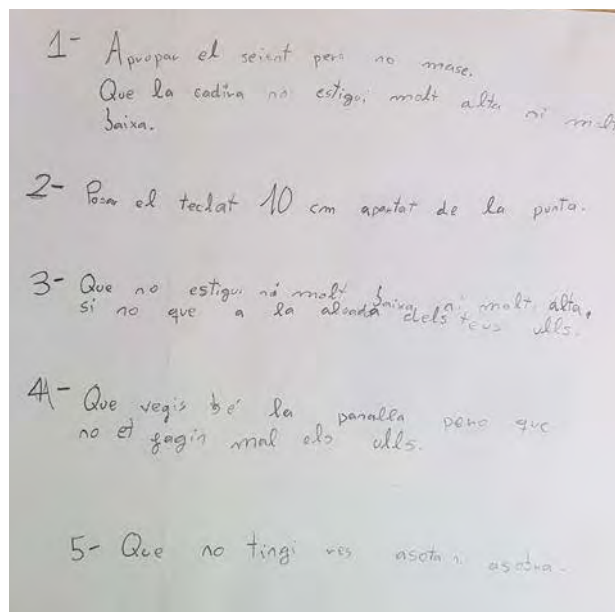 1- Apropar el seient pero no mase.
Que la cadira no estigui molt alta ni molt
baixa.
2- Posar el teclat 10 cm apartat de la punta.
3- Que no estigui ni molt baixa ni molt alta,
si no que a la alçada dels teus ulls.
4- Que vegis bé la panalla pero que
no et fagin mal els ulls.
5- Que no tingi res asota ni asobra.